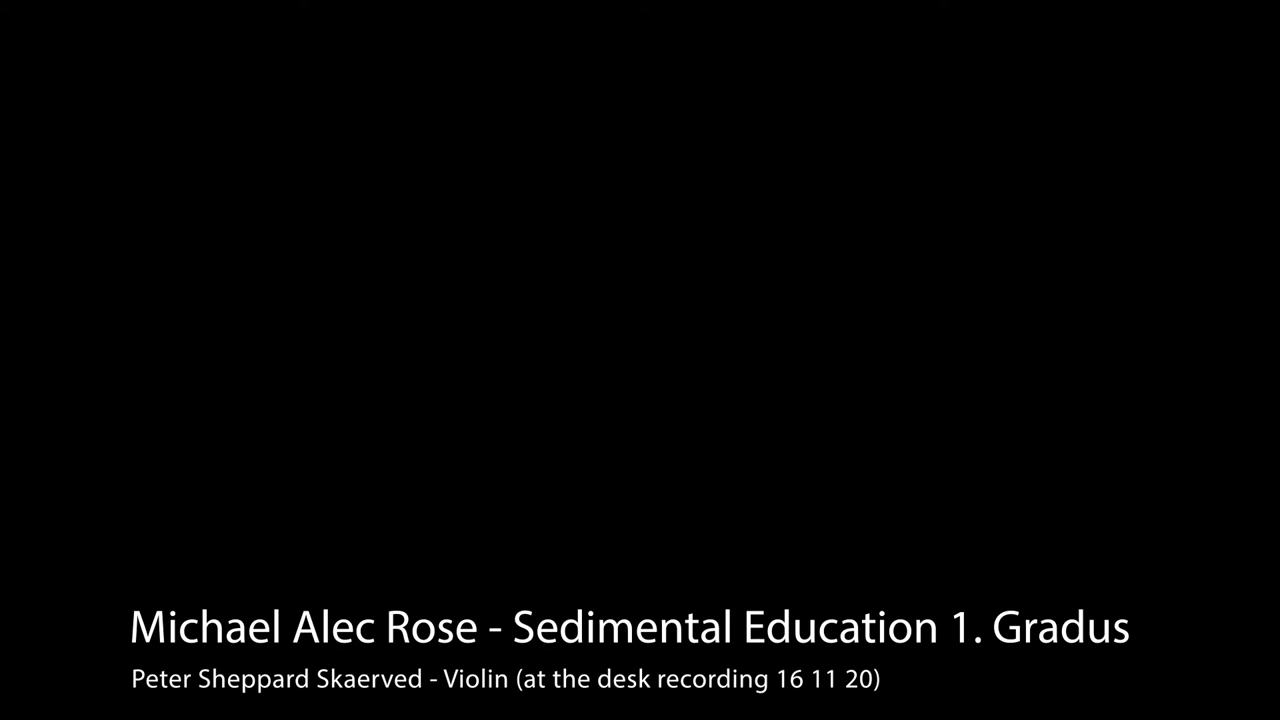 Michael Alec Rose - Sedimental Education 1. Gradus
Peter Sheppard Skaerved - Violin (at the desk recording 16 11 20)